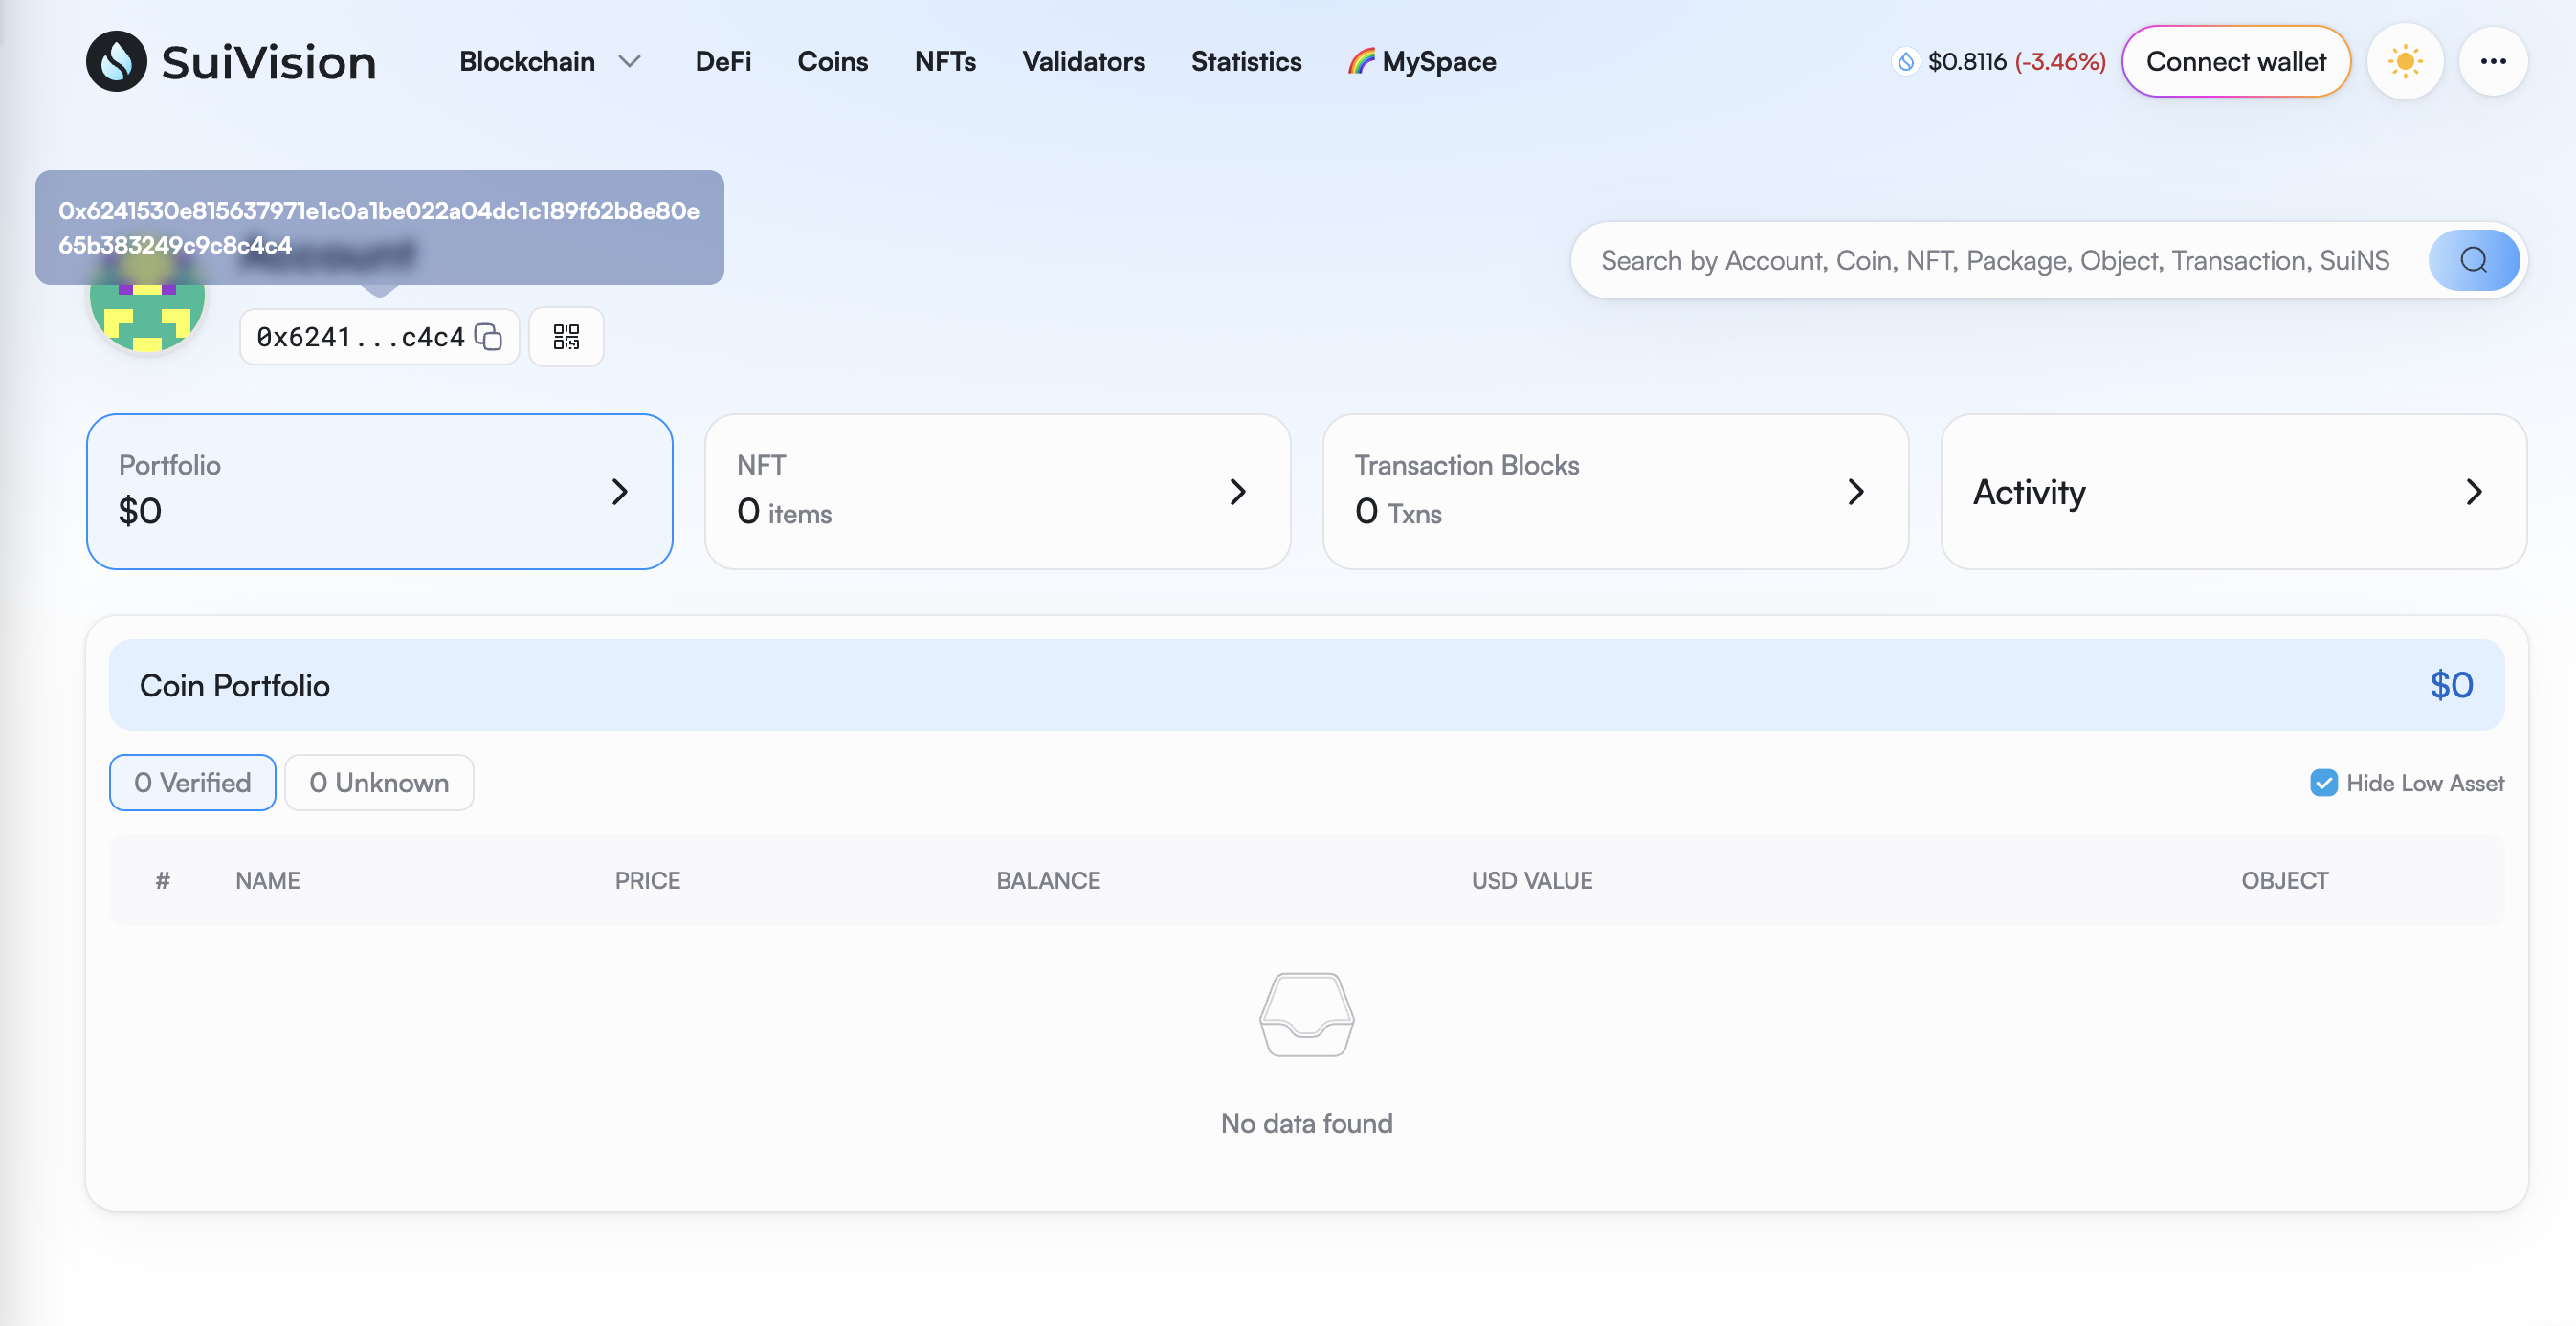 SuiVision
Blockchain DeFi Coins NFTs Validators Statistics 🌈 MySpace
$0.8116 (-3.46%) Connect wallet
0x6241530e815637971e1c0a1be022a04dc1c189f62b8e80e
65b383249c9c8c4c4
Account
0x6241...c4c4
Search by Account, Coin, NFT, Package, Object, Transaction, SuiNS
Portfolio
$0
NFT
0 items
Transaction Blocks
0 Txns
Activity
Coin Portfolio $0
0 Verified 0 Unknown Hide Low Asset
# NAME PRICE BALANCE USD VALUE OBJECT
No data found